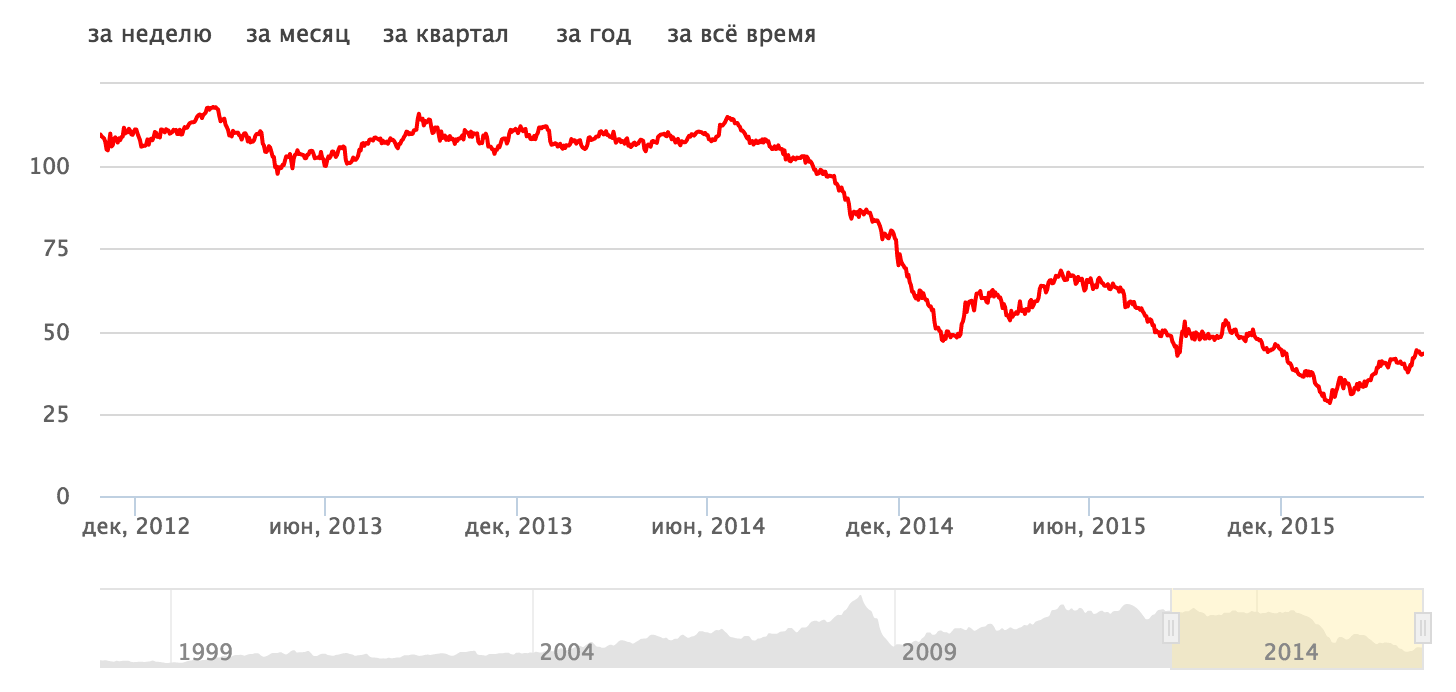 за неделю за месяц за квартал за год за всё время
100
75
50
25
0
дек, 2012 июн, 2013 дек, 2013 июн, 2014 дек, 2014 июн, 2015 дек, 2015
1999 2004 2009 2014